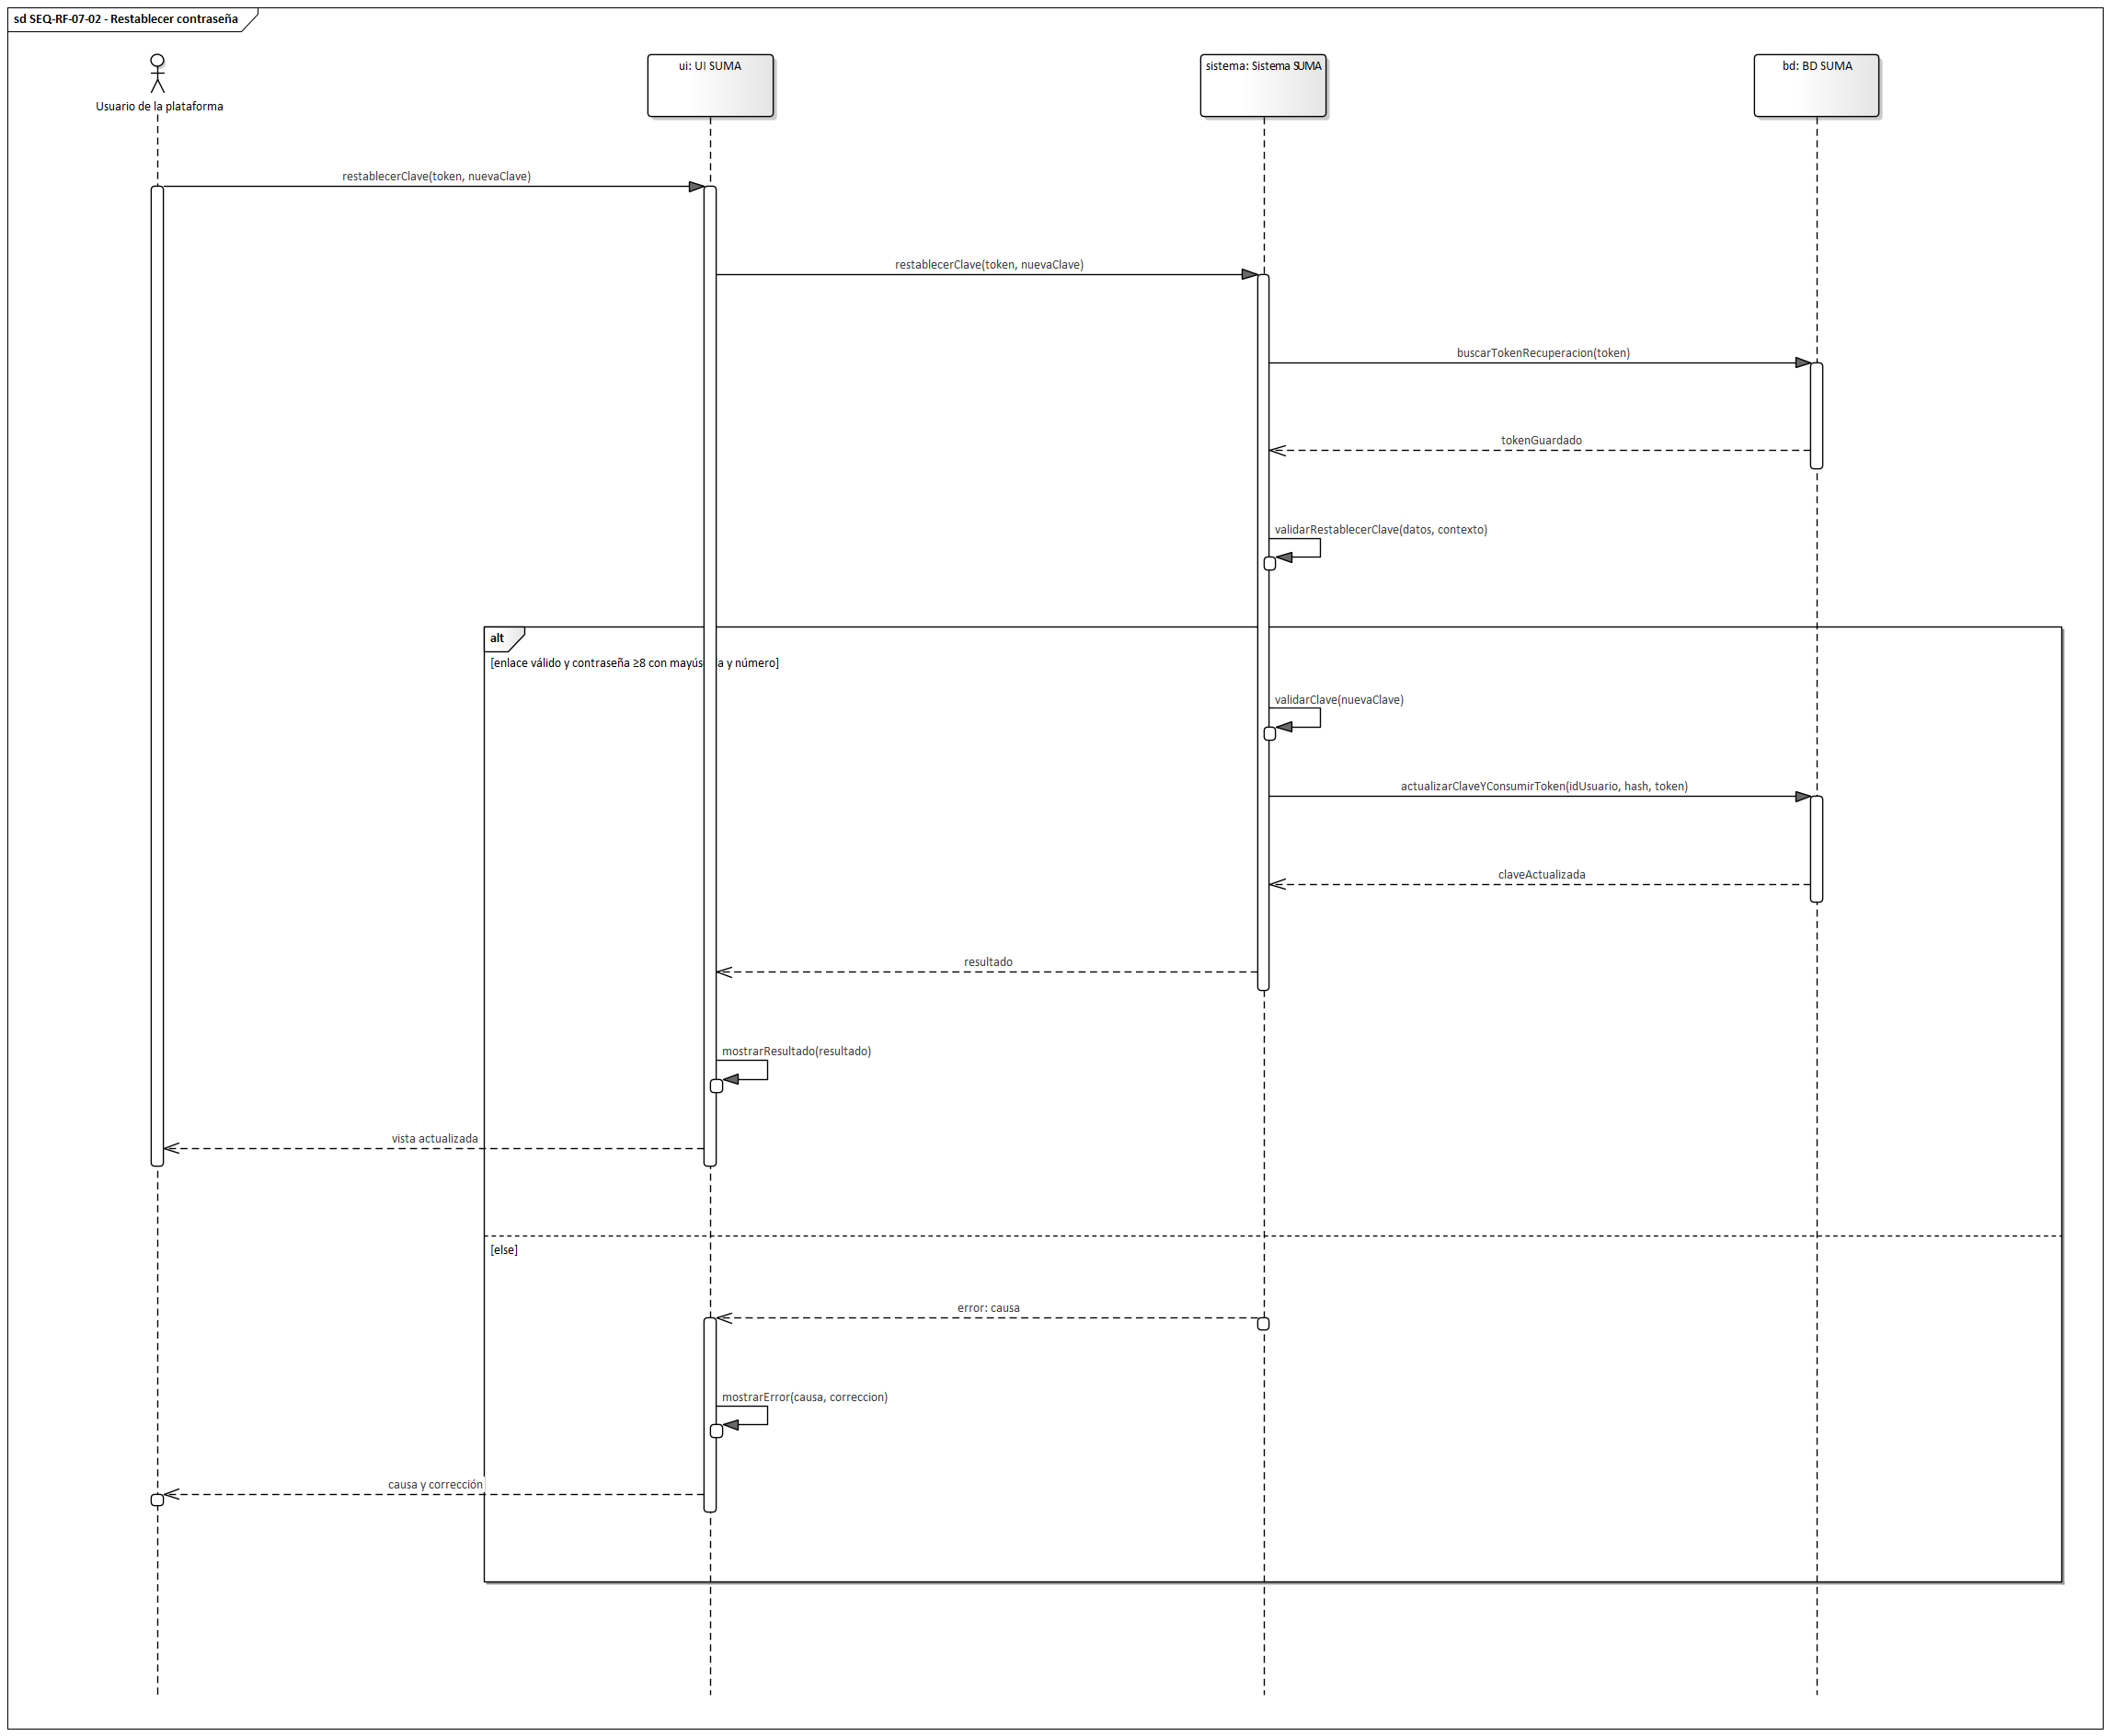 sd SEQ-RF-07-02 - Restablecer contraseña
Usuario de la plataforma
ui: UI SUMA
sistema: Sistema SUMA
bd: BD SUMA
restablecerClave(token, nuevaClave)
restablecerClave(token, nuevaClave)
buscarTokenRecuperacion(token)
tokenGuardado
validarRestablecerClave(datos, contexto)
alt
[enlace válido y contraseña ≥8 con y número]
validarClave(nuevaClave)
actualizarClaveYConsumirToken(idUsuario, hash, token)
claveActualizada
resultado
mostrarResultado(resultado)
vista actualizada
[else]
error: causa
mostrarError(causa, correccion)
causa y corrección